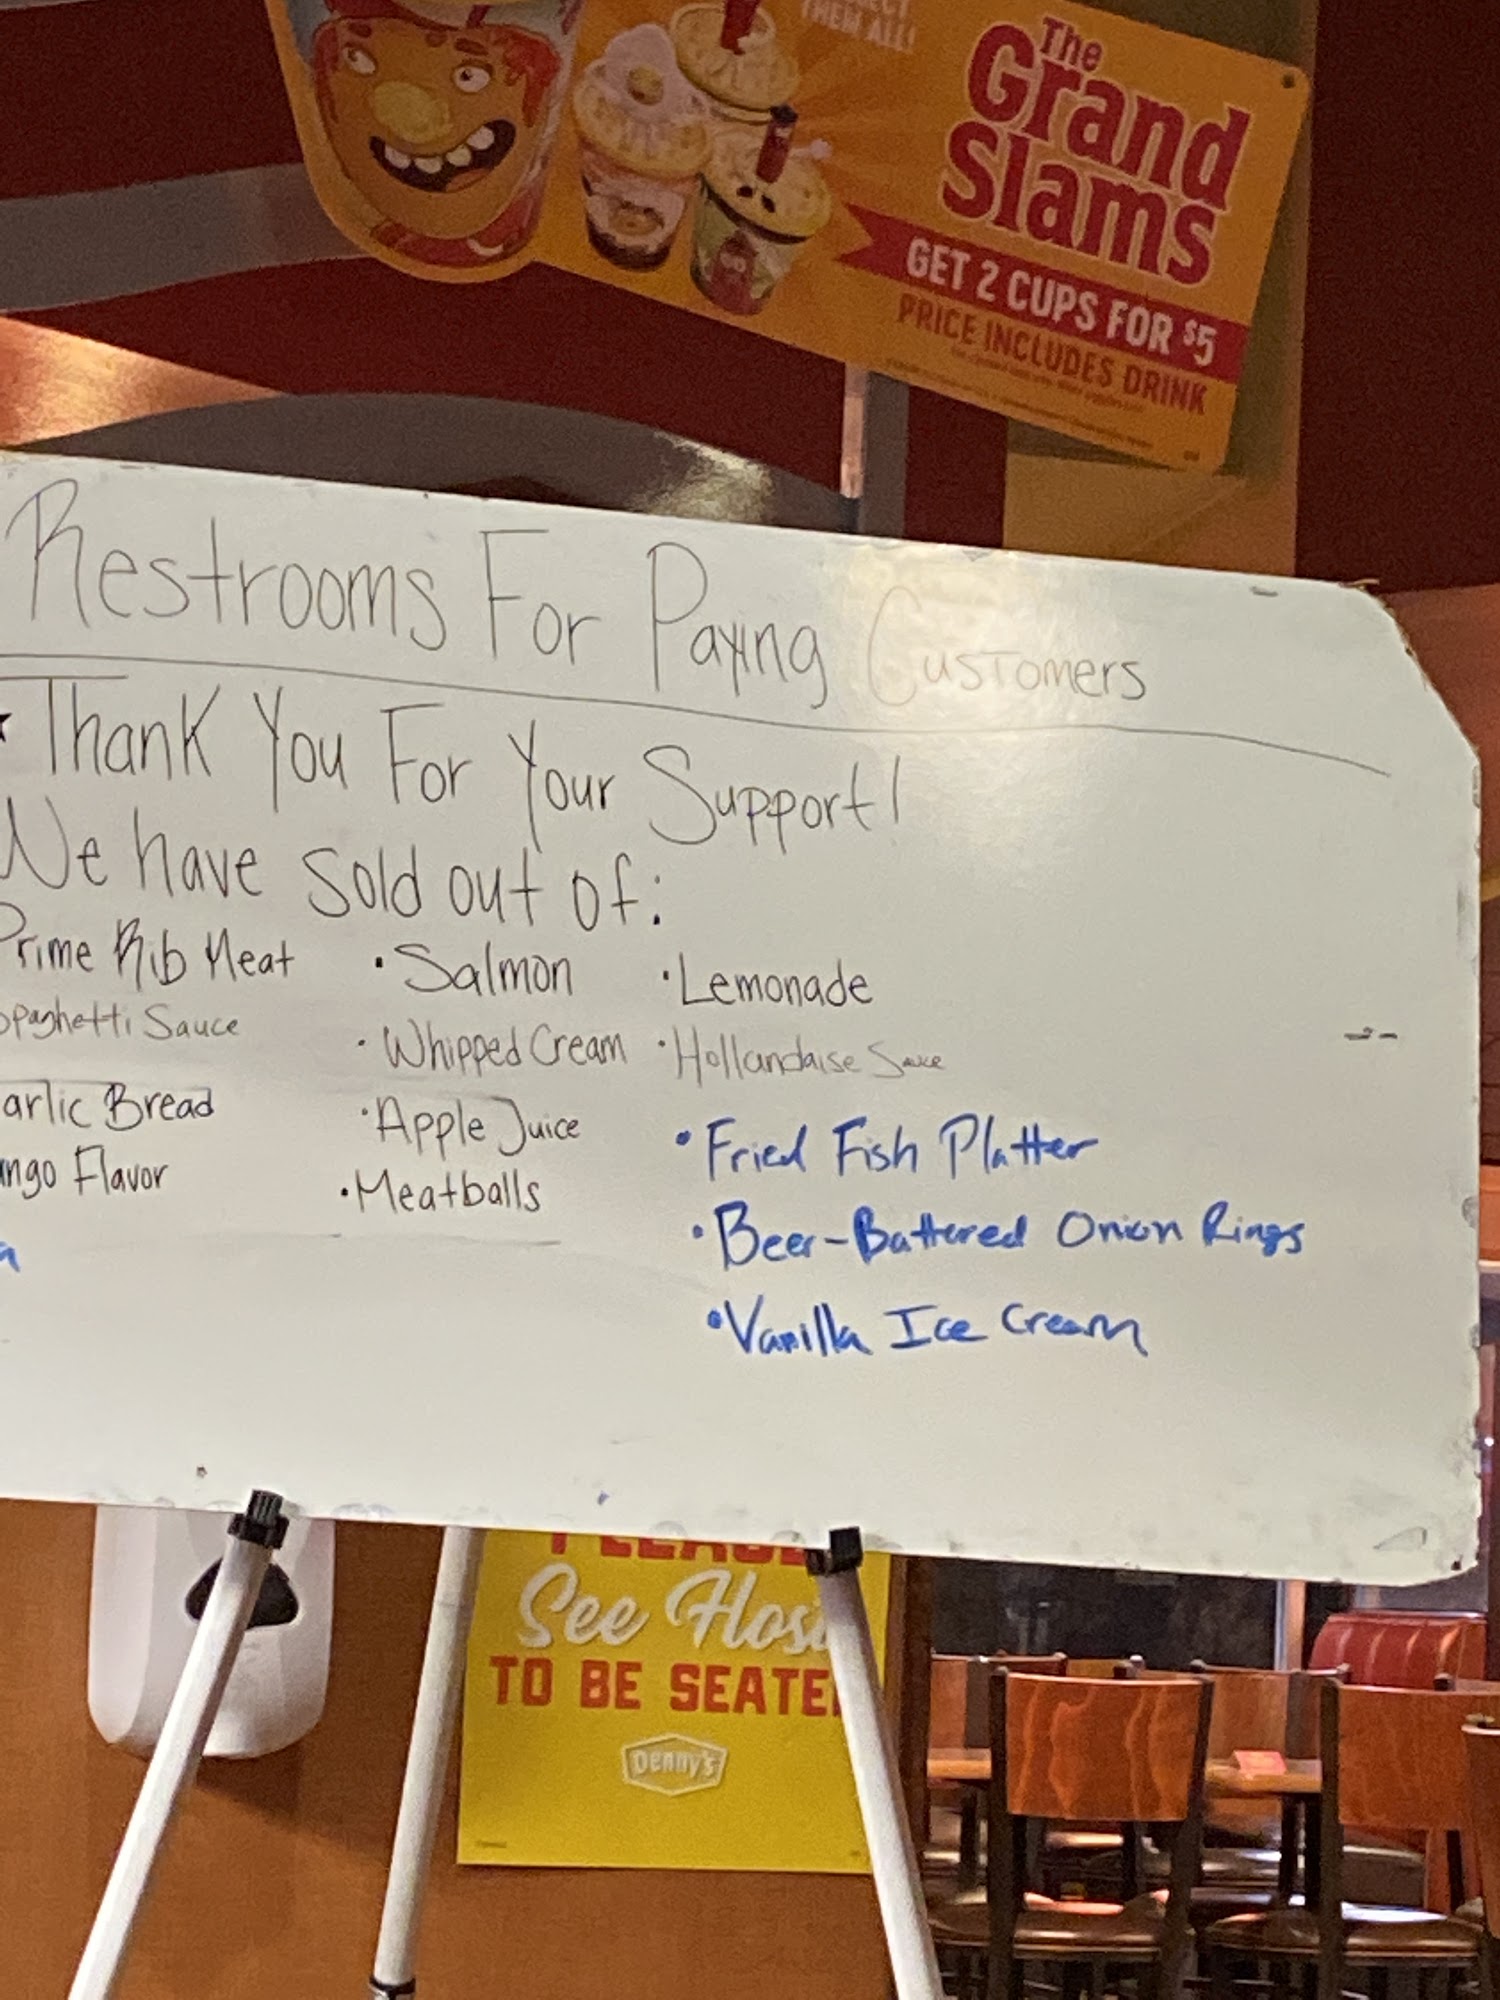 THEM ALL!
The
Grand
Slams
GET 2 CUPS FOR $5
PRICE INCLUDES DRINK
Restrooms For Paying Customers
Thank You For Your Support!
We have Sold out of:
Prime Rib Meat
• Salmon
• Lemonade
Spaghetti Sauce
• Whipped Cream
• Hollandaise Sauce
arlic Bread
• Apple Juice
• Fried Fish Platter
ngo Flavor
• Meatballs
• Beer-Battered Onion Rings
a
• Vanilla Ice Cream
PLEASE
See Hos
TO BE SEATE
Denny's